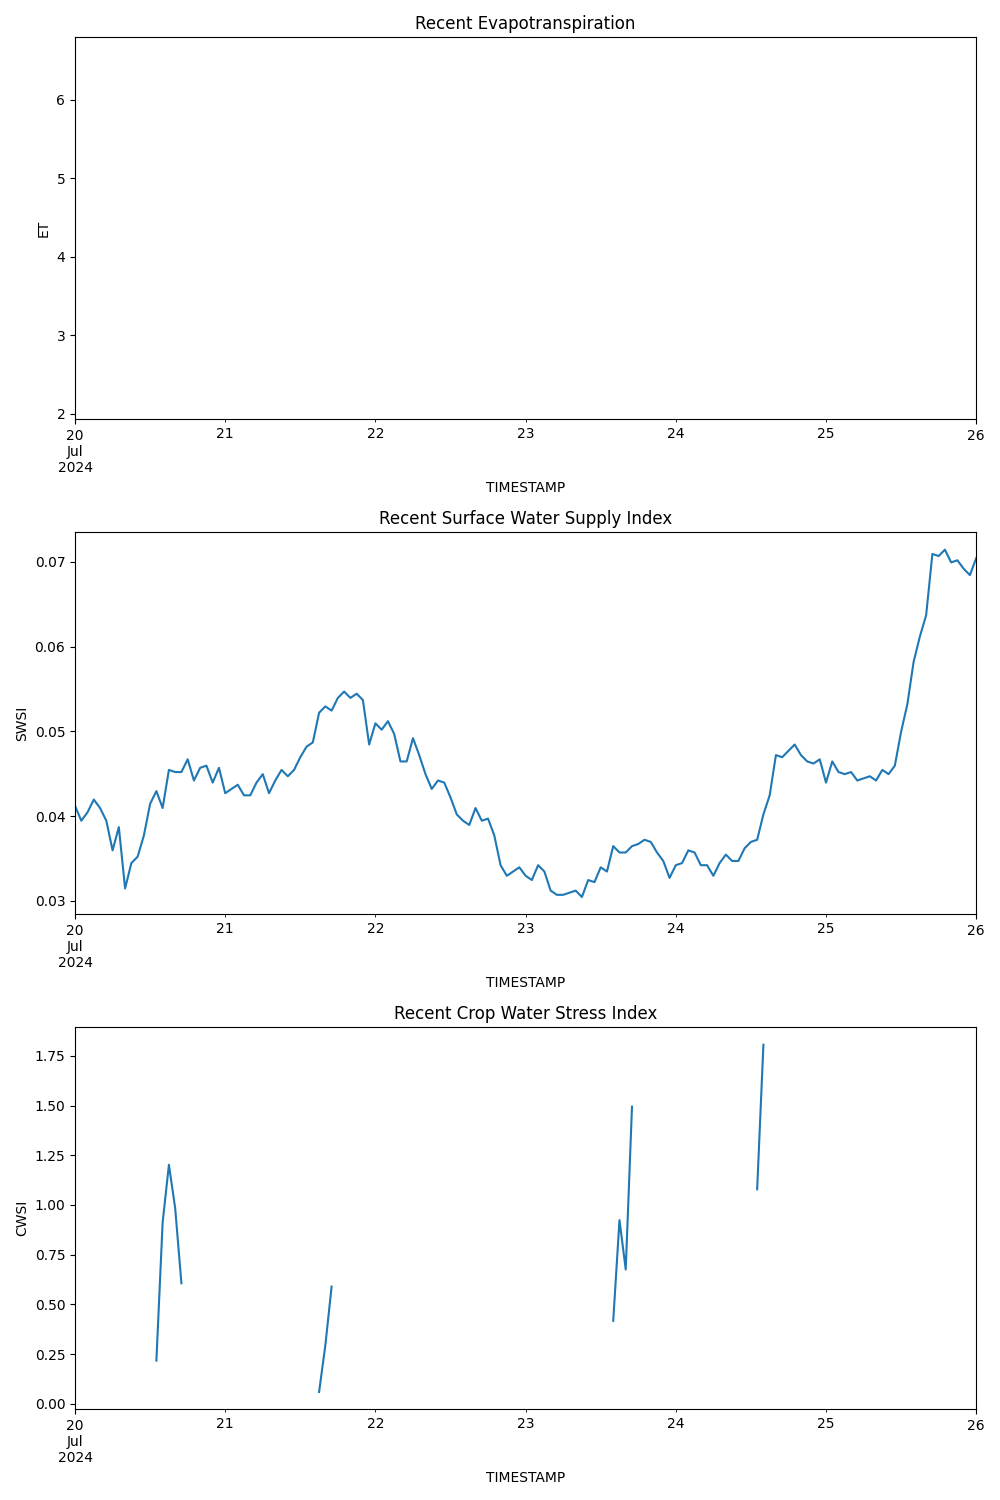 Recent Evapotranspiration
6
5
4
3
2
ET
20 21 22 23 24 25 26
Jul
2024
TIMESTAMP
Recent Surface Water Supply Index
0.07
0.06
0.05
0.04
0.03
SWSI
20 21 22 23 24 25 26
Jul
2024
TIMESTAMP
Recent Crop Water Stress Index
1.75
1.50
1.25
1.00
0.75
0.50
0.25
0.00
CWSI
20 21 22 23 24 25 26
Jul
2024
TIMESTAMP